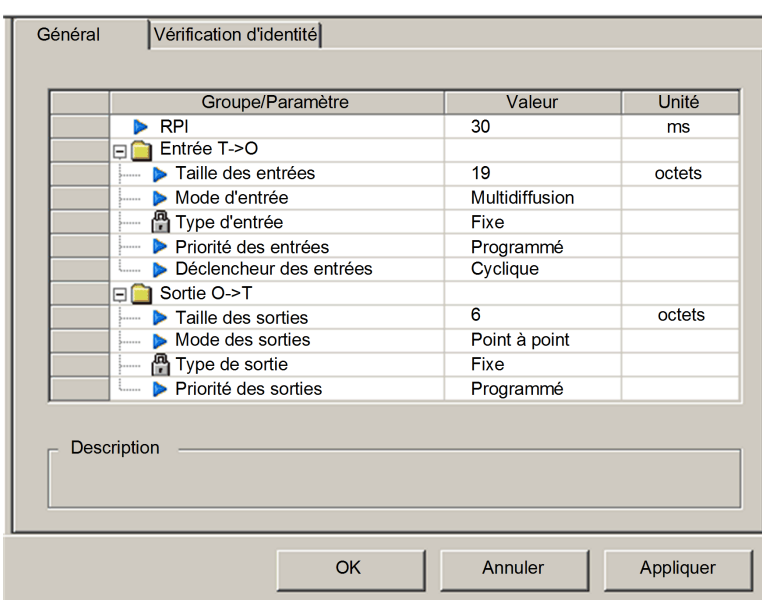 Général Vérification d'identité
Groupe/Paramètre Valeur Unité
RPI 30 ms
Entrée T->O
Taille des entrées 19 octets
Mode d'entrée Multidiffusion
Type d'entrée Fixe
Priorité des entrées Programmé
Déclencheur des entrées Cyclique
Sortie O->T
Taille des sorties 6 octets
Mode des sorties Point à point
Type de sortie Fixe
Priorité des sorties Programmé
Description
OK Annuler Appliquer